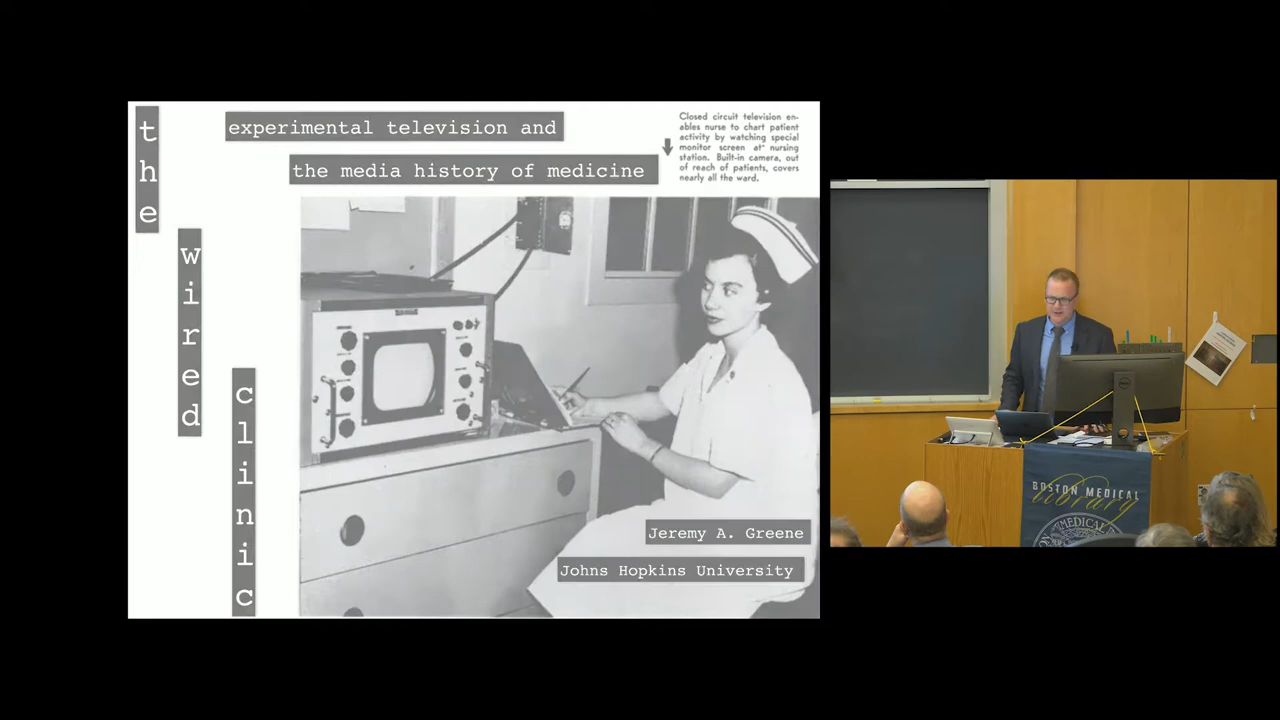 the
wired
clinic
experimental television and
the media history of medicine
Closed circuit television en-
ables nurse to chart patient
activity by watching special
monitor screen at nursing
station. Built-in camera, out
of reach of patients, covers
nearly all the ward.
Jeremy A. Greene
Johns Hopkins University
BOSTON MEDICAL
library